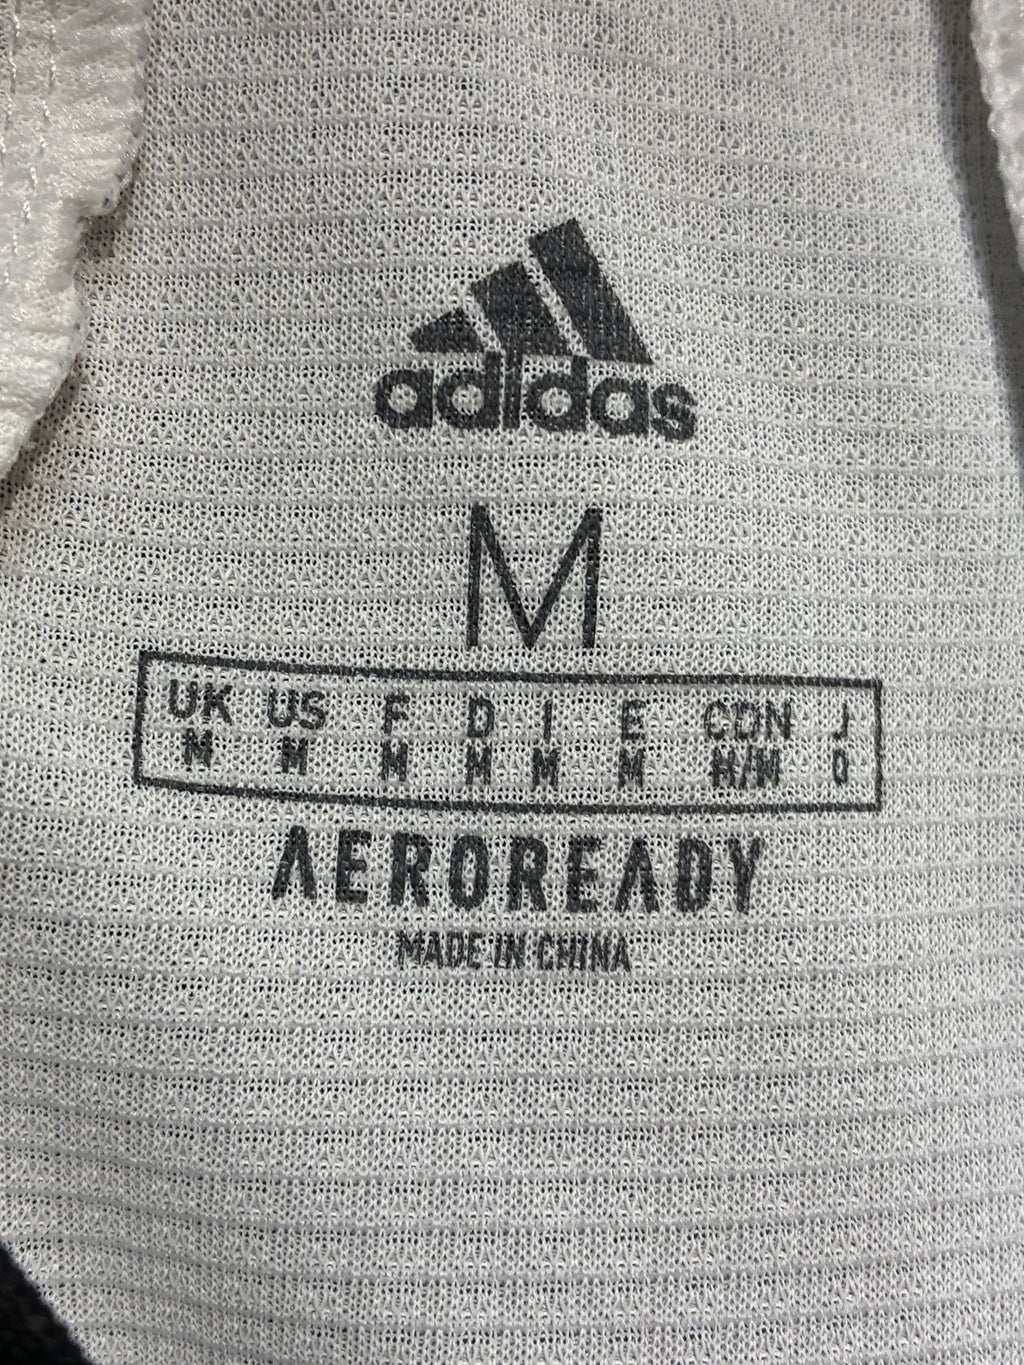 adidas
M
UK US F D I E CDN J
M M M M M M M/M O
AEROREADY
MADE IN CHINA